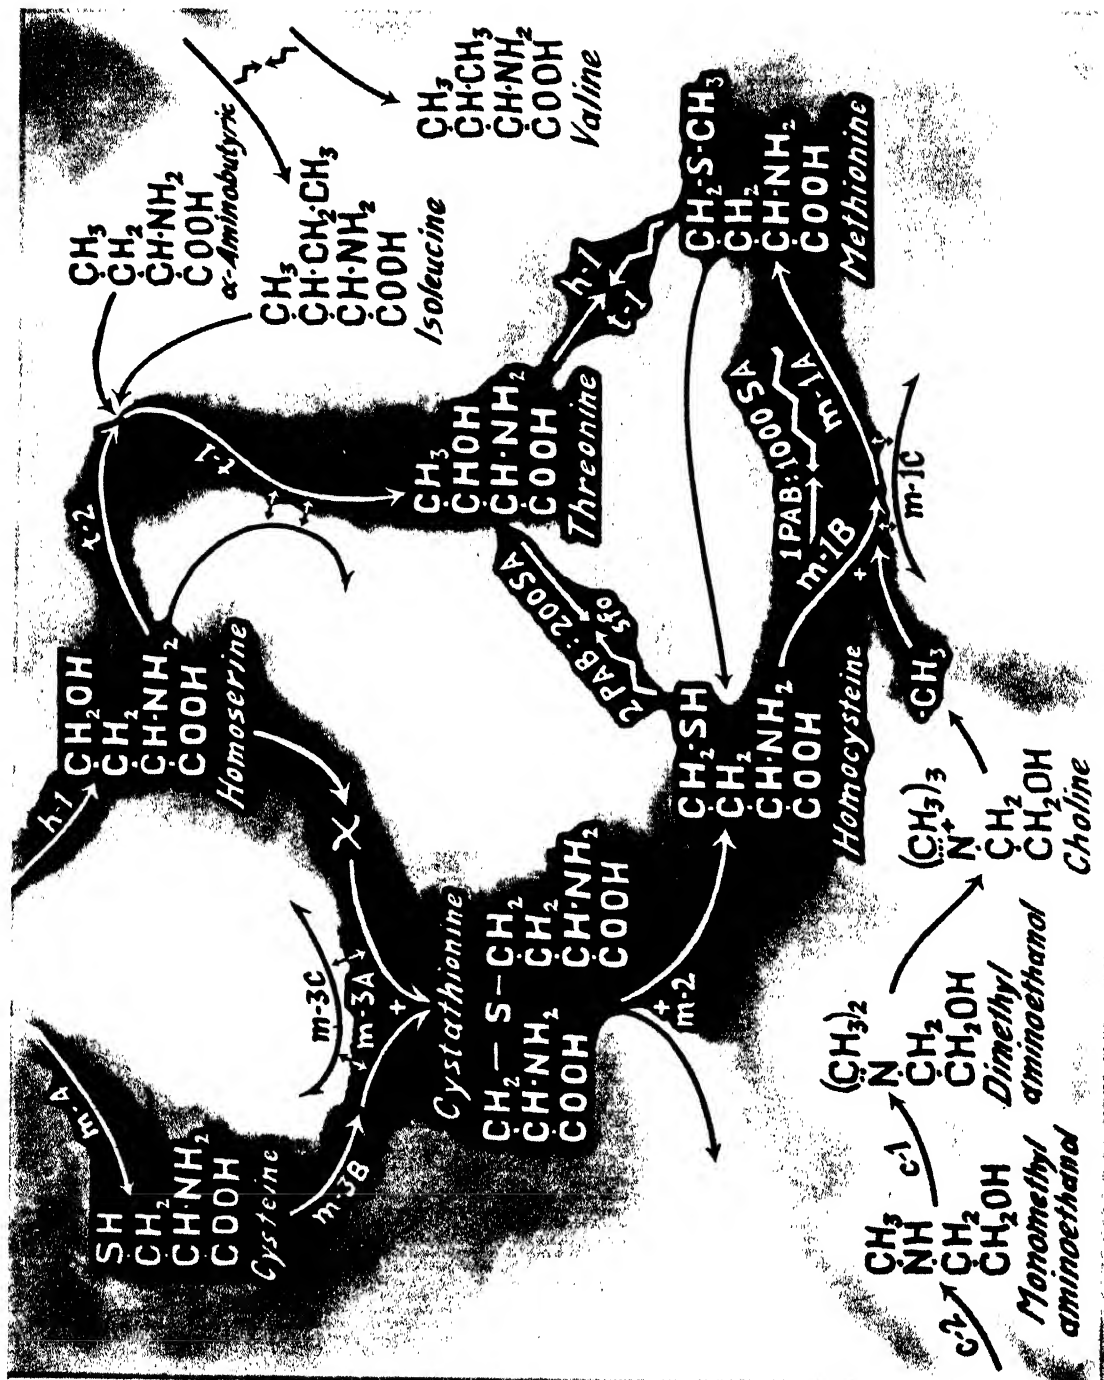 m-4
SH
CH₂
CH·NH₂
COOH
Cysteine
h-1
CH₂OH
CH₂
CH·NH₂
COOH
Homoserine
i-2
i-1
CH₃
CH₂
CH·NH₂
COOH
α-Aminobutyric
CH₃
CH·CH₂·CH₃
CH·NH₂
COOH
Isoleucine
CH₃
CH·CH₃
CH·NH₂
COOH
Valine
m-3C
m-3A
m-3B
+
X
Cystathionine
CH₂—S—CH₂
CH·NH₂ CH₂
COOH CH·NH₂
COOH
+
m-2
CH₃
CHOH
CH·NH₂
COOH
Threonine
2 PAB:200SA
h-1
t-1
CH₂·SH
CH₂
CH·NH₂
COOH
Homocysteine
CH₂·S·CH₃
CH₂
CH·NH₂
COOH
Methionine
1 PAB:1000 SA
m-1B
m-1A
+
m-1C
·CH₃
c-2
CH₃
NH
CH₂
CH₂OH
Monomethyl
aminoethanol
c-1
(CH₃)₂
N
CH₂
CH₂OH
Dimethyl
aminoethanol
(CH₃)₃
N⁺
CH₂
CH₂OH
Choline